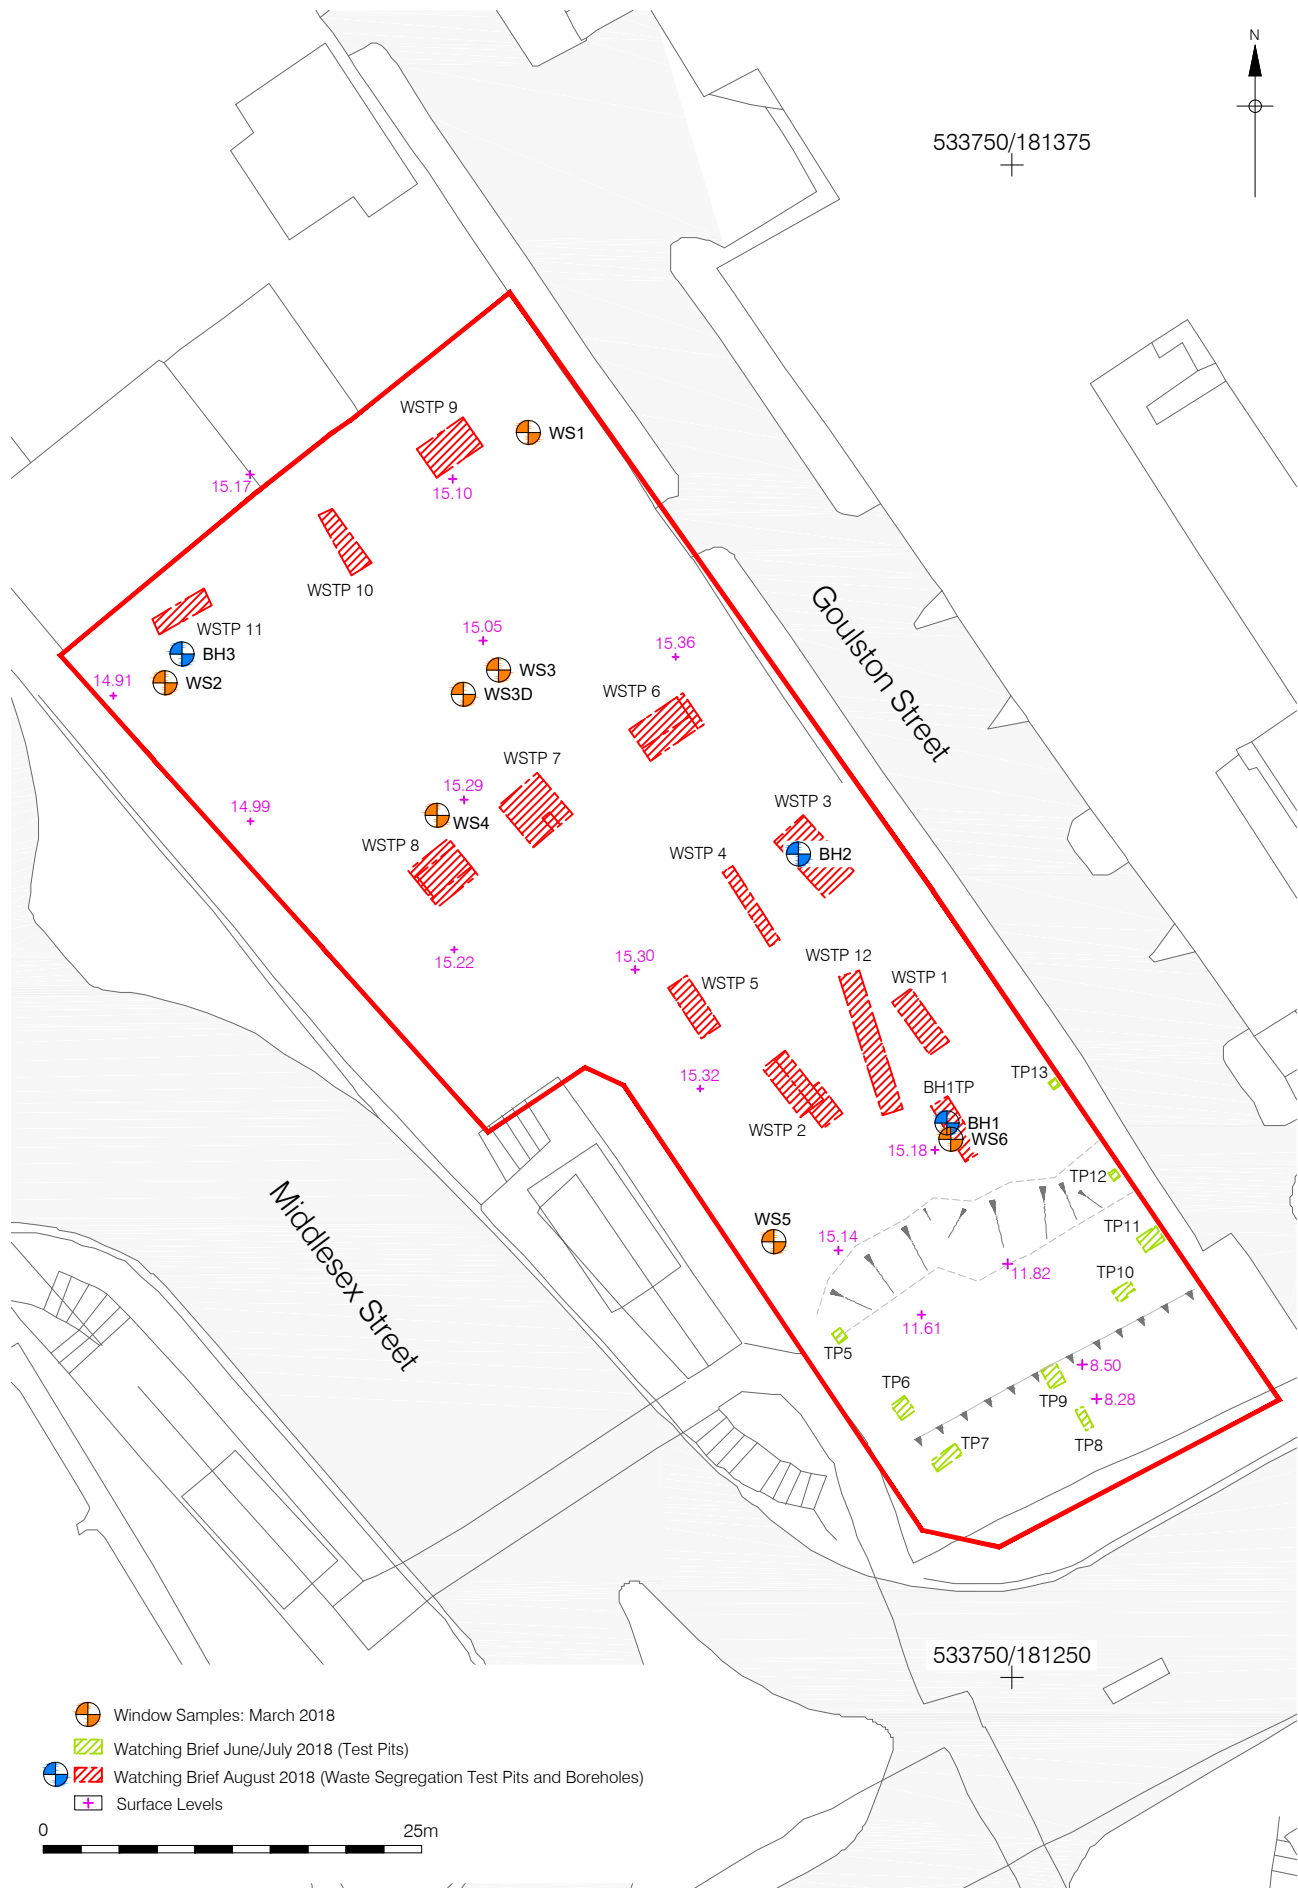 N
533750/181375
WSTP 9
WS1
15.17
15.10
WSTP 10
WSTP 11
BH3
WS2
14.91
15.05
WS3
WS3D
15.36
WSTP 6
Goulston Street
WSTP 7
15.29
WS4
14.99
WSTP 8
WSTP 3
BH2
WSTP 4
15.22
15.30
WSTP 5
WSTP 12
WSTP 1
15.32
TP13
BH1TP
BH1
WS6
WSTP 2
15.18
TP12
Middlesex Street
WS5
15.14
TP11
11.82
TP10
11.61
TP5
8.50
TP6
TP9
8.28
TP7
TP8
533750/181250
Window Samples: March 2018
Watching Brief June/July 2018 (Test Pits)
Watching Brief August 2018 (Waste Segregation Test Pits and Boreholes)
Surface Levels
0
25m